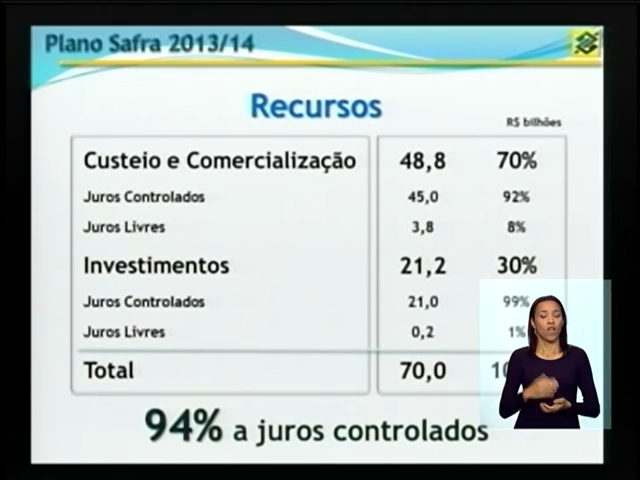 Plano Safra 2013/14
Recursos
R$ bilhões
Custeio e Comercialização 48,8 70%
Juros Controlados 45,0 92%
Juros Livres 3,8 8%
Investimentos 21,2 30%
Juros Controlados 21,0 99%
Juros Livres 0,2 1%
Total 70,0
94% a juros controlados